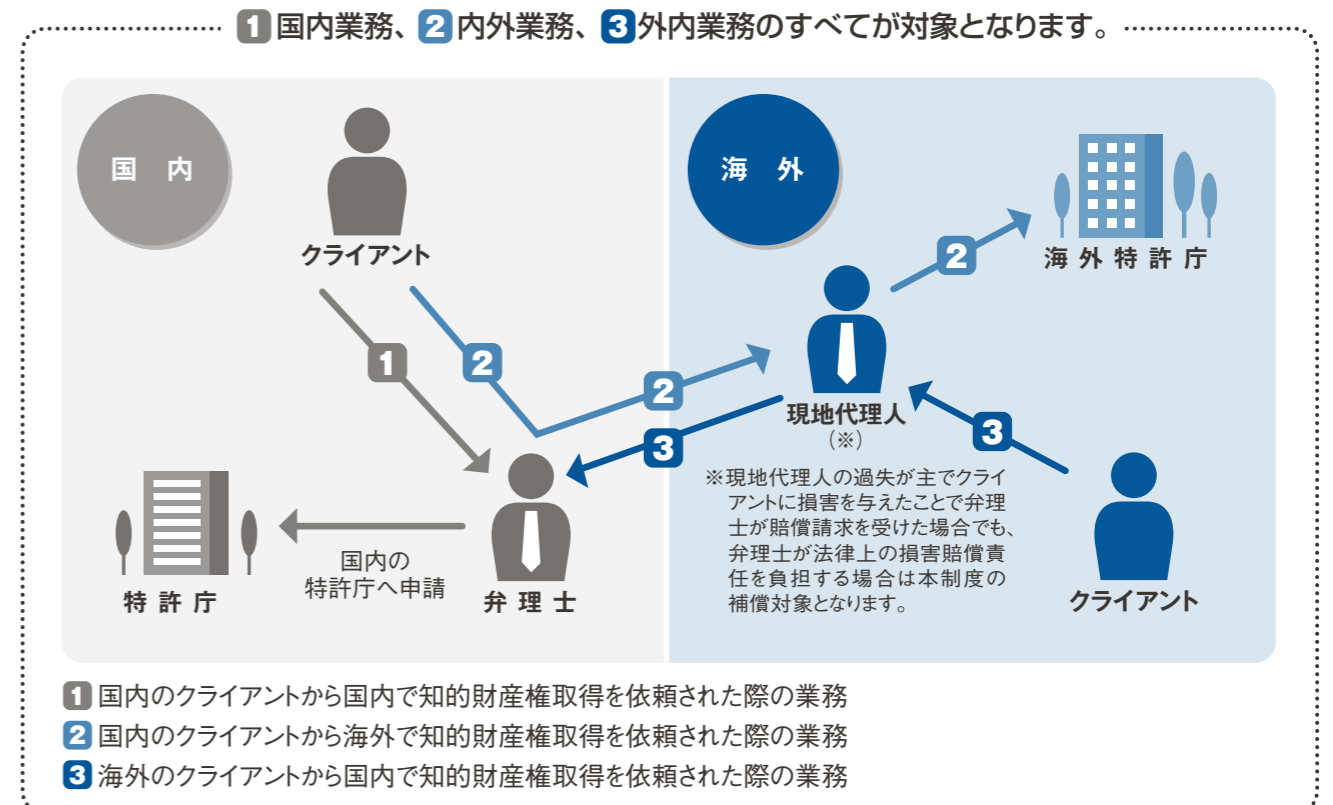 1 国内業務、2 内外業務、3 外内業務のすべてが対象となります。
国 内
クライアント
1
2
特許庁
国内の
特許庁へ申請
弁理士
2
3
海 外
2
海外特許庁
現地代理人
(※)
3
※現地代理人の過失が主でクライ
アントに損害を与えたことで弁理
士が賠償請求を受けた場合でも、
弁理士が法律上の損害賠償責
任を負担する場合は本制度の
補償対象となります。
クライアント
1 国内のクライアントから国内で知的財産権取得を依頼された際の業務
2 国内のクライアントから海外で知的財産権取得を依頼された際の業務
3 海外のクライアントから国内で知的財産権取得を依頼された際の業務